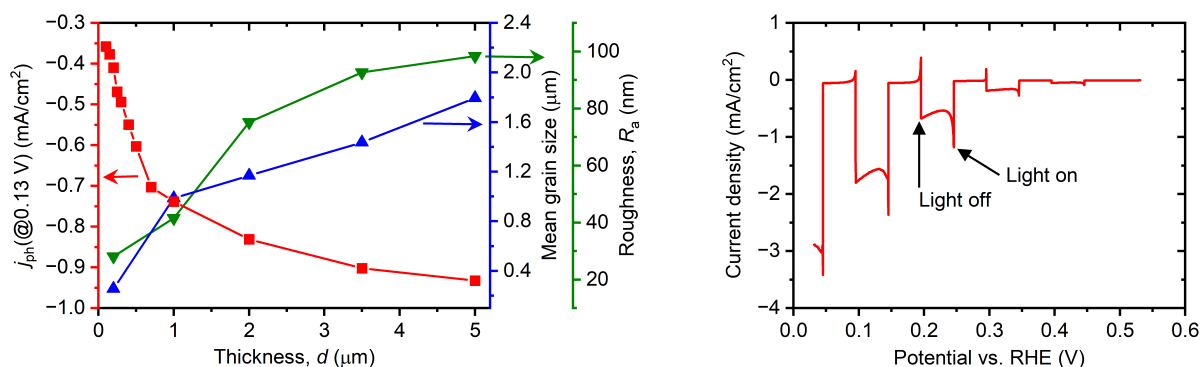 −0.3
−0.4
−0.5
−0.6
−0.7
−0.8
−0.9
−1.0
j_ph(@0.13 V) (mA/cm²)
0 1 2 3 4 5
Thickness, d (μm)
2.4
2.0
1.6
1.2
0.8
0.4
Mean grain size (μm)
100
80
60
40
20
Roughness, R_a (nm)
1
0
−1
−2
−3
−4
Current density (mA/cm²)
Light on
Light off
0.0 0.1 0.2 0.3 0.4 0.5 0.6
Potential vs. RHE (V)